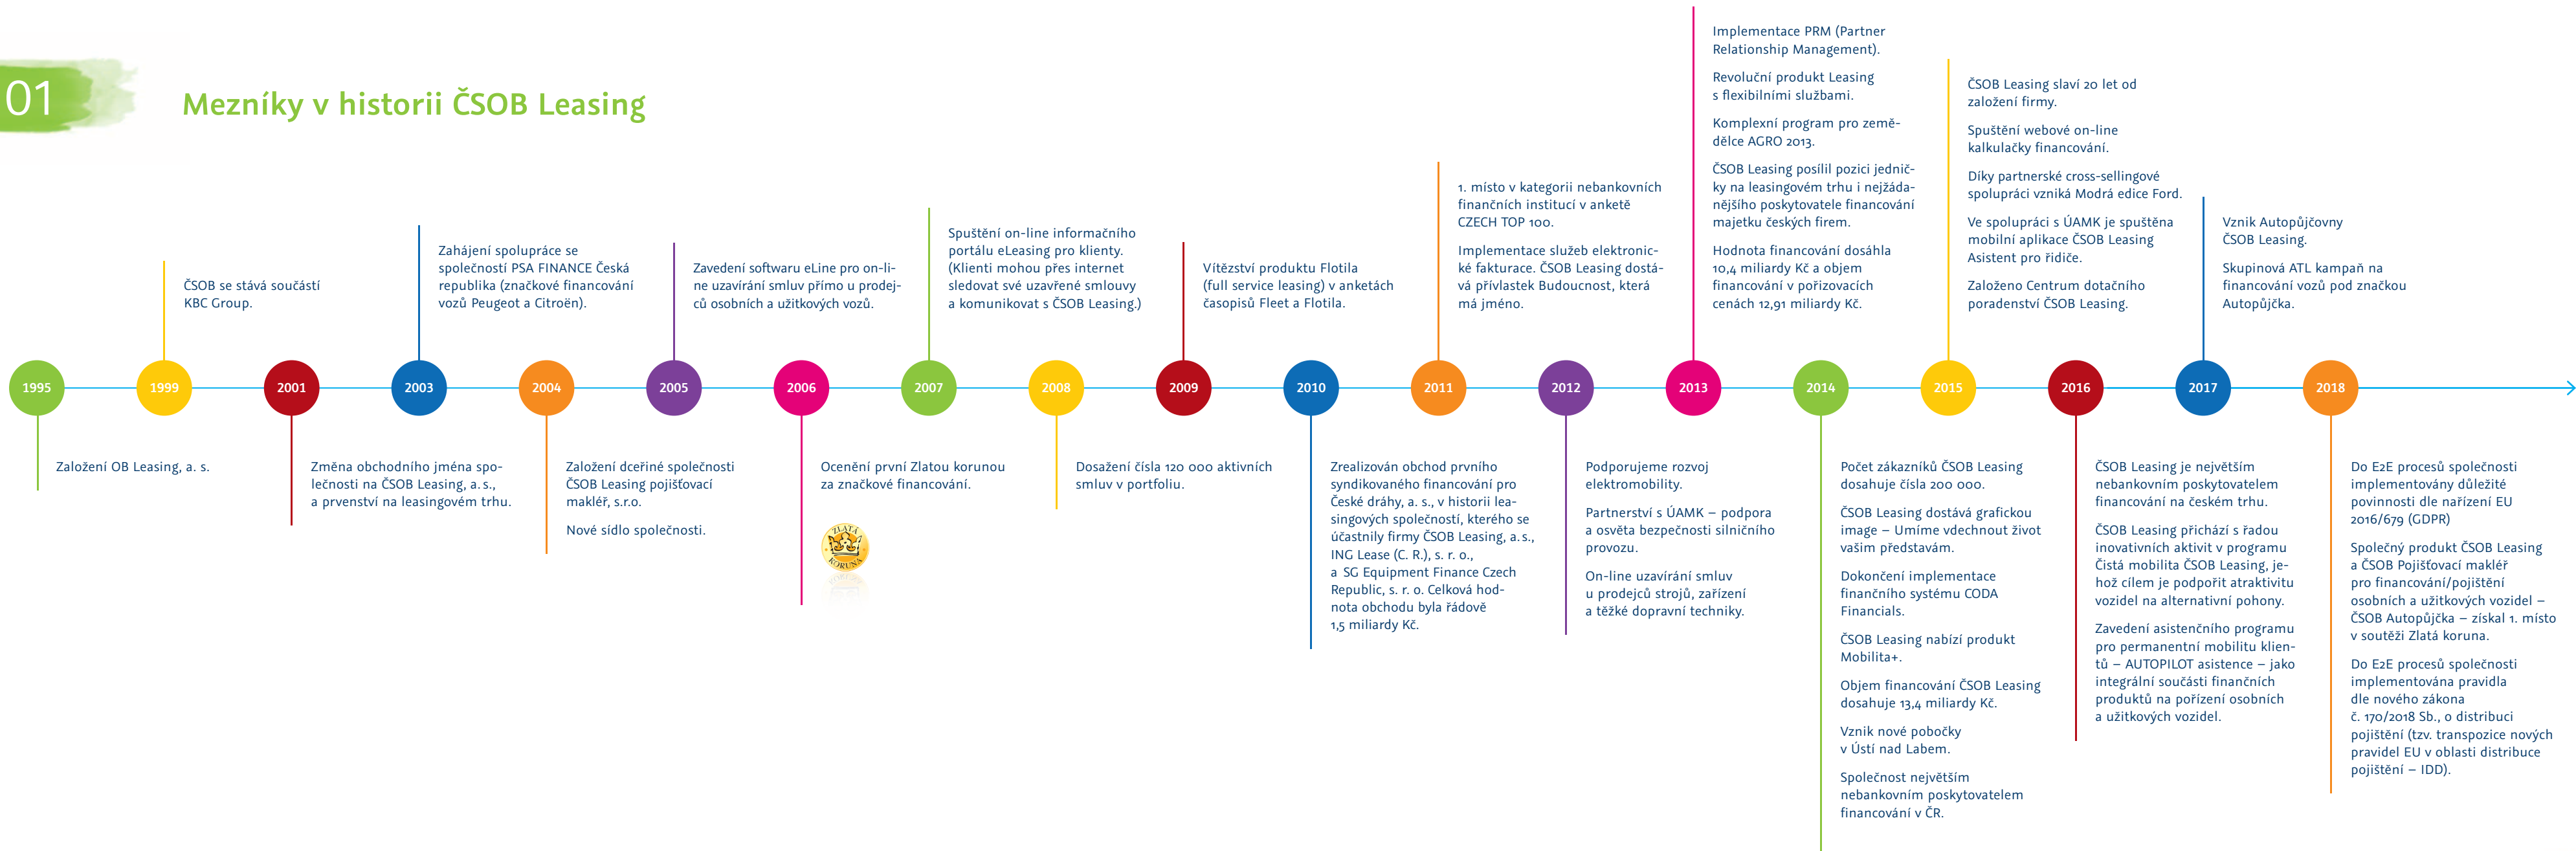 01
Mezníky v historii ČSOB Leasing
1995
Založení OB Leasing, a. s.
1999
ČSOB se stává součástí
KBC Group.
2001
Změna obchodního jména spo-
lečnosti na ČSOB Leasing, a. s.,
a prvenství na leasingovém trhu.
2003
Zahájení spolupráce se
společností PSA FINANCE Česká
republika (značkové financování
vozů Peugeot a Citroën).
2004
Založení dceřiné společnosti
ČSOB Leasing pojišťovací
makléř, s.r.o.
Nové sídlo společnosti.
2005
Zavedení softwaru eLine pro on-li-
ne uzavírání smluv přímo u prodej-
ců osobních a užitkových vozů.
2006
Ocenění první Zlatou korunou
za značkové financování.
ZLATÁ
KORUNA
2007
Spuštění on-line informačního
portálu eLeasing pro klienty.
(Klienti mohou přes internet
sledovat své uzavřené smlouvy
a komunikovat s ČSOB Leasing.)
2008
Dosažení čísla 120 000 aktivních
smluv v portfoliu.
2009
Vítězství produktu Flotila
(full service leasing) v anketách
časopisů Fleet a Flotila.
2010
Zrealizován obchod prvního
syndikovaného financování pro
České dráhy, a. s., v historii lea-
singových společností, kterého se
účastnily firmy ČSOB Leasing, a. s.,
ING Lease (C. R.), s. r. o.,
a SG Equipment Finance Czech
Republic, s. r. o. Celková hod-
nota obchodu byla řádově
1,5 miliardy Kč.
2011
1. místo v kategorii nebankovních
finančních institucí v anketě
CZECH TOP 100.
Implementace služeb elektronic-
ké fakturace. ČSOB Leasing dostá-
vá přívlastek Budoucnost, která
má jméno.
2012
Podporujeme rozvoj
elektromobility.
Partnerství s ÚAMK – podpora
a osvěta bezpečnosti silničního
provozu.
On-line uzavírání smluv
u prodejců strojů, zařízení
a těžké dopravní techniky.
2013
Implementace PRM (Partner
Relationship Management).
Revoluční produkt Leasing
s flexibilními službami.
Komplexní program pro země-
dělce AGRO 2013.
ČSOB Leasing posílil pozici jednič-
ky na leasingovém trhu i nejžáda-
nějšího poskytovatele financování
majetku českých firem.
Hodnota financování dosáhla
10,4 miliardy Kč a objem
financování v pořizovacích
cenách 12,91 miliardy Kč.
2014
Počet zákazníků ČSOB Leasing
dosahuje čísla 200 000.
ČSOB Leasing dostává grafickou
image – Umíme vdechnout život
vašim představám.
Dokončení implementace
finančního systému CODA
Financials.
ČSOB Leasing nabízí produkt
Mobilita+.
Objem financování ČSOB Leasing
dosahuje 13,4 miliardy Kč.
Vznik nové pobočky
v Ústí nad Labem.
Společnost největším
nebankovním poskytovatelem
financování v ČR.
2015
ČSOB Leasing slaví 20 let od
založení firmy.
Spuštění webové on-line
kalkulačky financování.
Díky partnerské cross-sellingové
spolupráci vzniká Modrá edice Ford.
Ve spolupráci s ÚAMK je spuštěna
mobilní aplikace ČSOB Leasing
Asistent pro řidiče.
Založeno Centrum dotačního
poradenství ČSOB Leasing.
2016
ČSOB Leasing je největším
nebankovním poskytovatelem
financování na českém trhu.
ČSOB Leasing přichází s řadou
inovativních aktivit v programu
Čistá mobilita ČSOB Leasing, je-
hož cílem je podpořit atraktivitu
vozidel na alternativní pohony.
Zavedení asistenčního programu
pro permanentní mobilitu klien-
tů – AUTOPILOT asistence – jako
integrální součásti finančních
produktů na pořízení osobních
a užitkových vozidel.
2017
Vznik Autopůjčovny
ČSOB Leasing.
Skupinová ATL kampaň na
financování vozů pod značkou
Autopůjčka.
2018
Do E2E procesů společnosti
implementovány důležité
povinnosti dle nařízení EU
2016/679 (GDPR)
Společný produkt ČSOB Leasing
a ČSOB Pojišťovací makléř
pro financování/pojištění
osobních a užitkových vozidel –
ČSOB Autopůjčka – získal 1. místo
v soutěži Zlatá koruna.
Do E2E procesů společnosti
implementována pravidla
dle nového zákona
č. 170/2018 Sb., o distribuci
pojištění (tzv. transpozice nových
pravidel EU v oblasti distribuce
pojištění – IDD).